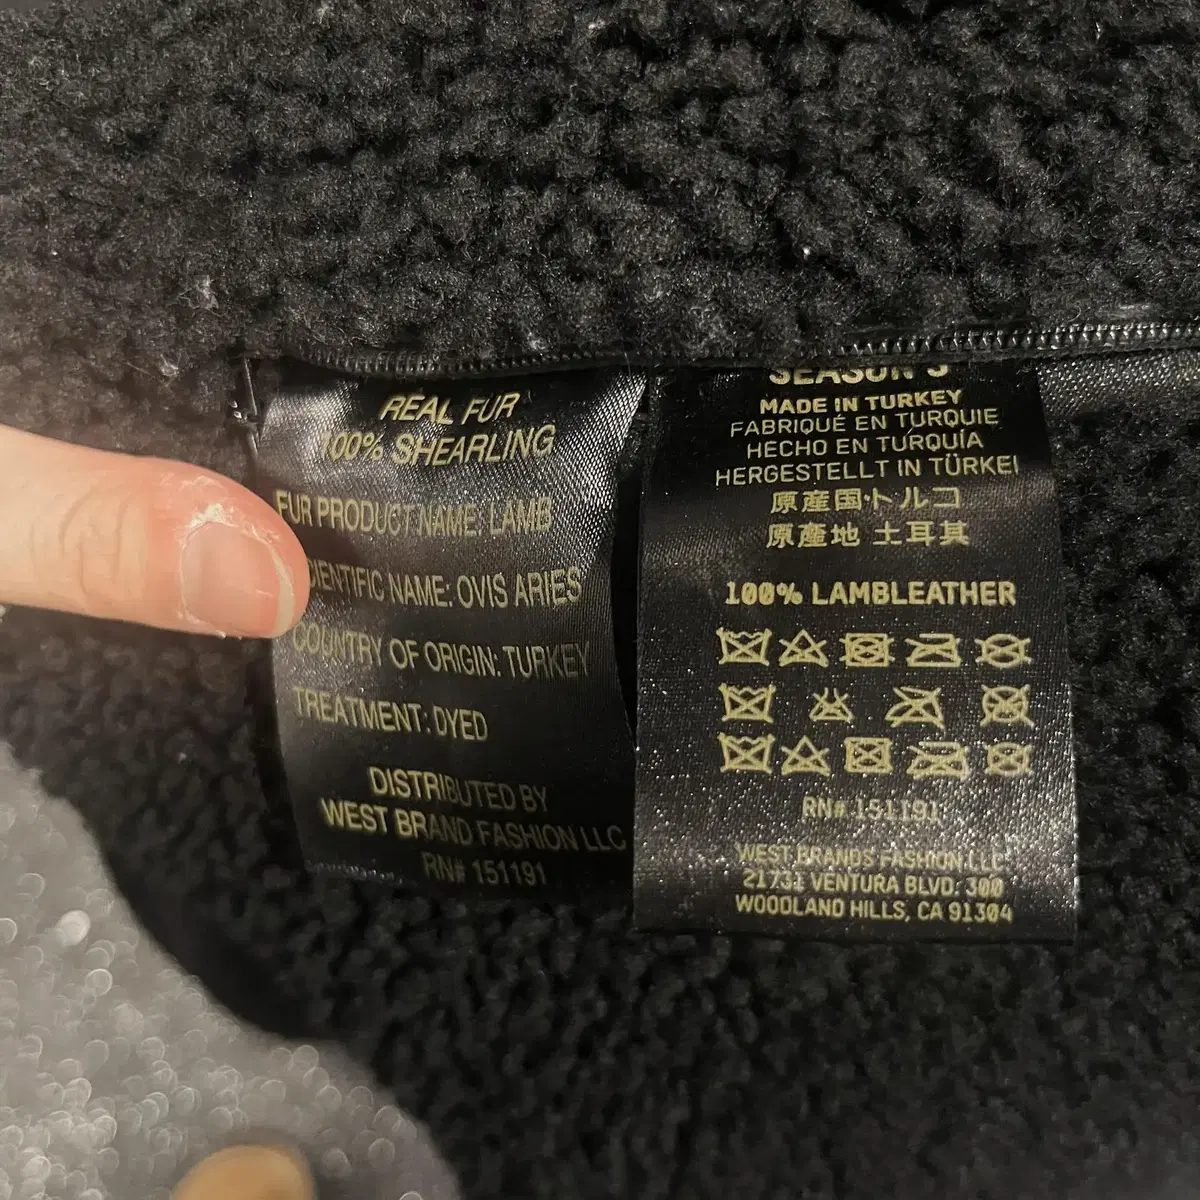 REAL FUR
100% SHEARLING
FUR PRODUCT NAME: LAMB
CIENTIFIC NAME: OVIS ARIES
COUNTRY OF ORIGIN: TURKEY
TREATMENT: DYED
DISTRIBUTED BY
WEST BRAND FASHION LLC
RN# 151191
SEASON
MADE IN TURKEY
FABRIQUÉ EN TURQUIE
HECHO EN TURQUÍA
HERGESTELLT IN TÜRKEI
原産国・トルコ
原產地 土耳其
100% LAMBLEATHER
RN# 151191
WEST BRANDS FASHION LLC
21731 VENTURA BLVD. 300
WOODLAND HILLS, CA 91304